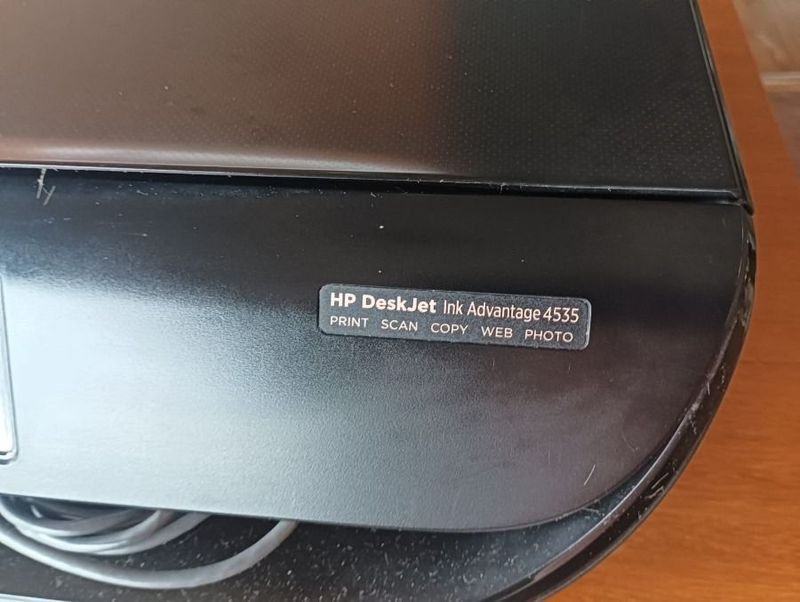 HP DeskJet Ink Advantage 4535
PRINT SCAN COPY WEB PHOTO